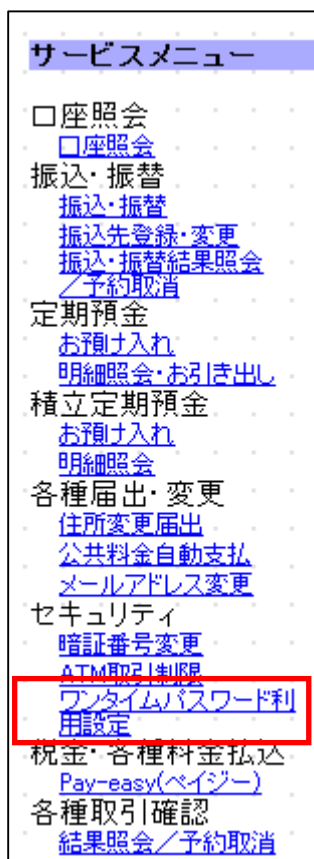 サービスメニュー
口座照会
口座照会
振込・振替
振込・振替
振込先登録・変更
振込・振替結果照会
／予約取消
定期預金
お預け入れ
明細照会・お引き出し
積立定期預金
お預け入れ
明細照会
各種届出・変更
住所変更届出
公共料金自動支払
メールアドレス変更
セキュリティ
暗証番号変更
ATM取引制限
ワンタイムパスワード利
用設定
税金・各種料金払込
Pay-easy(ペイジー)
各種取引確認
結果照会／予約取消